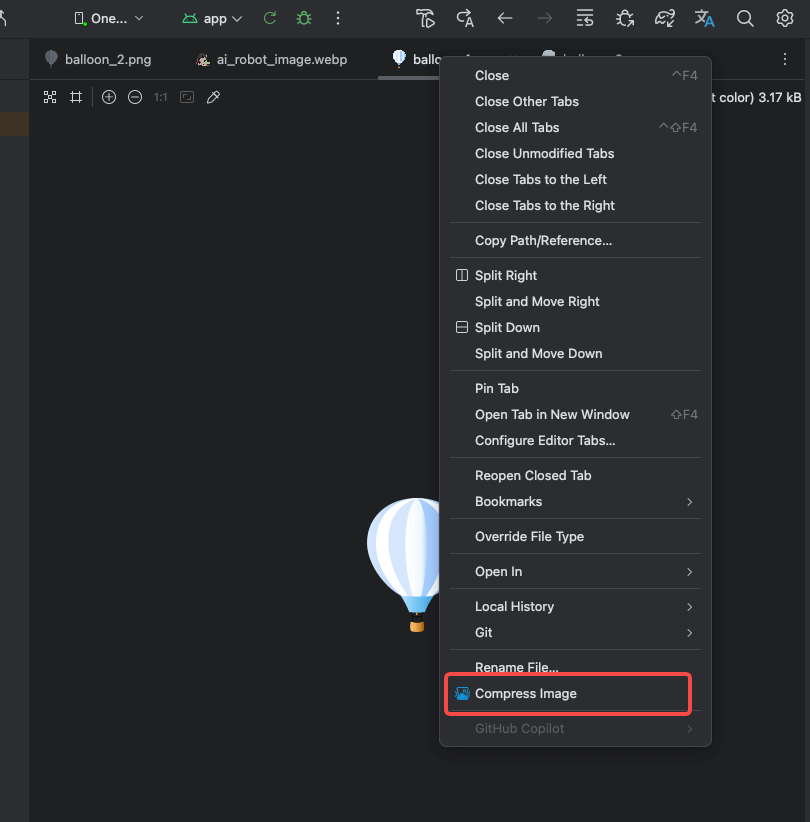 One...
app
balloon_2.png
ai_robot_image.webp
1:1
t color) 3.17 kB
Close ^F4
Close Other Tabs
Close All Tabs ^⇧F4
Close Unmodified Tabs
Close Tabs to the Left
Close Tabs to the Right
Copy Path/Reference...
Split Right
Split and Move Right
Split Down
Split and Move Down
Pin Tab
Open Tab in New Window ⇧F4
Configure Editor Tabs...
Reopen Closed Tab
Bookmarks
Override File Type
Open In
Local History
Git
Rename File...
Compress Image
GitHub Copilot